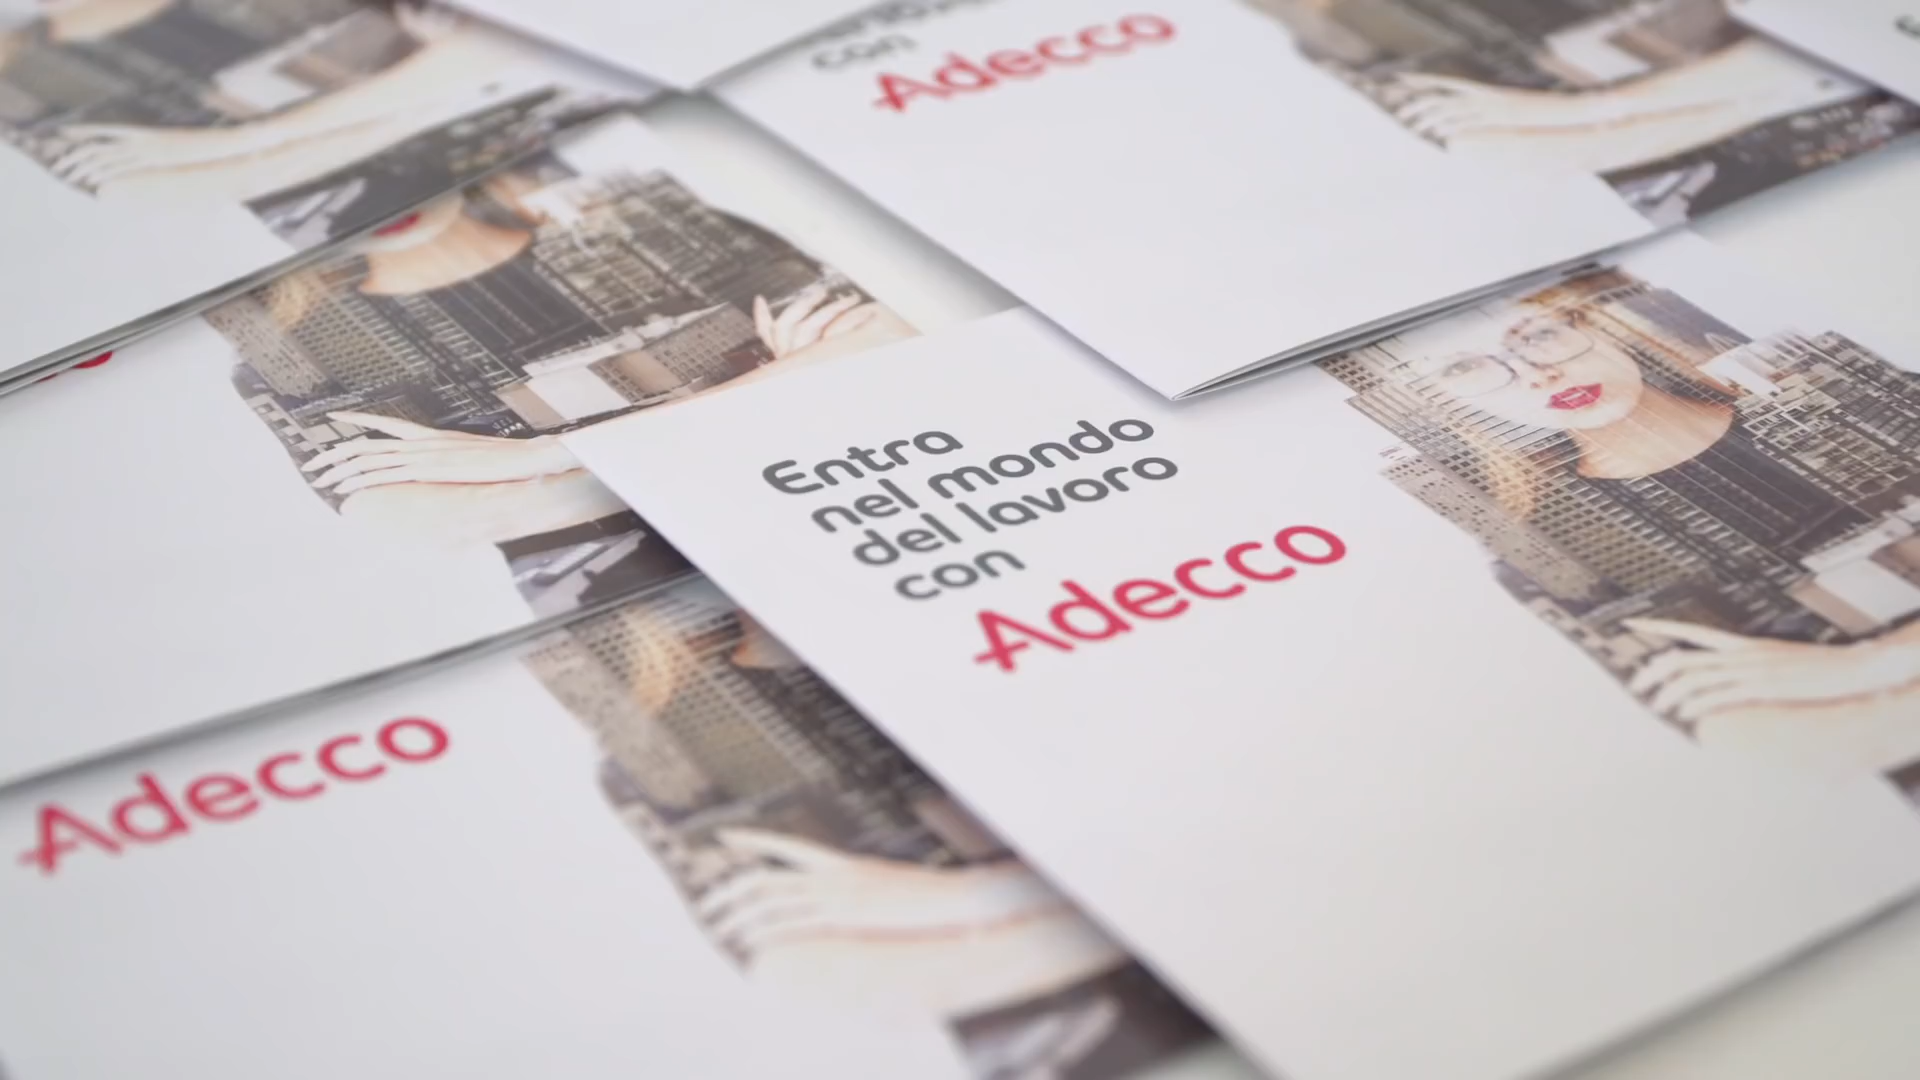 con
Adecco
Entra
nel mondo
del lavoro
con
Adecco
Adecco